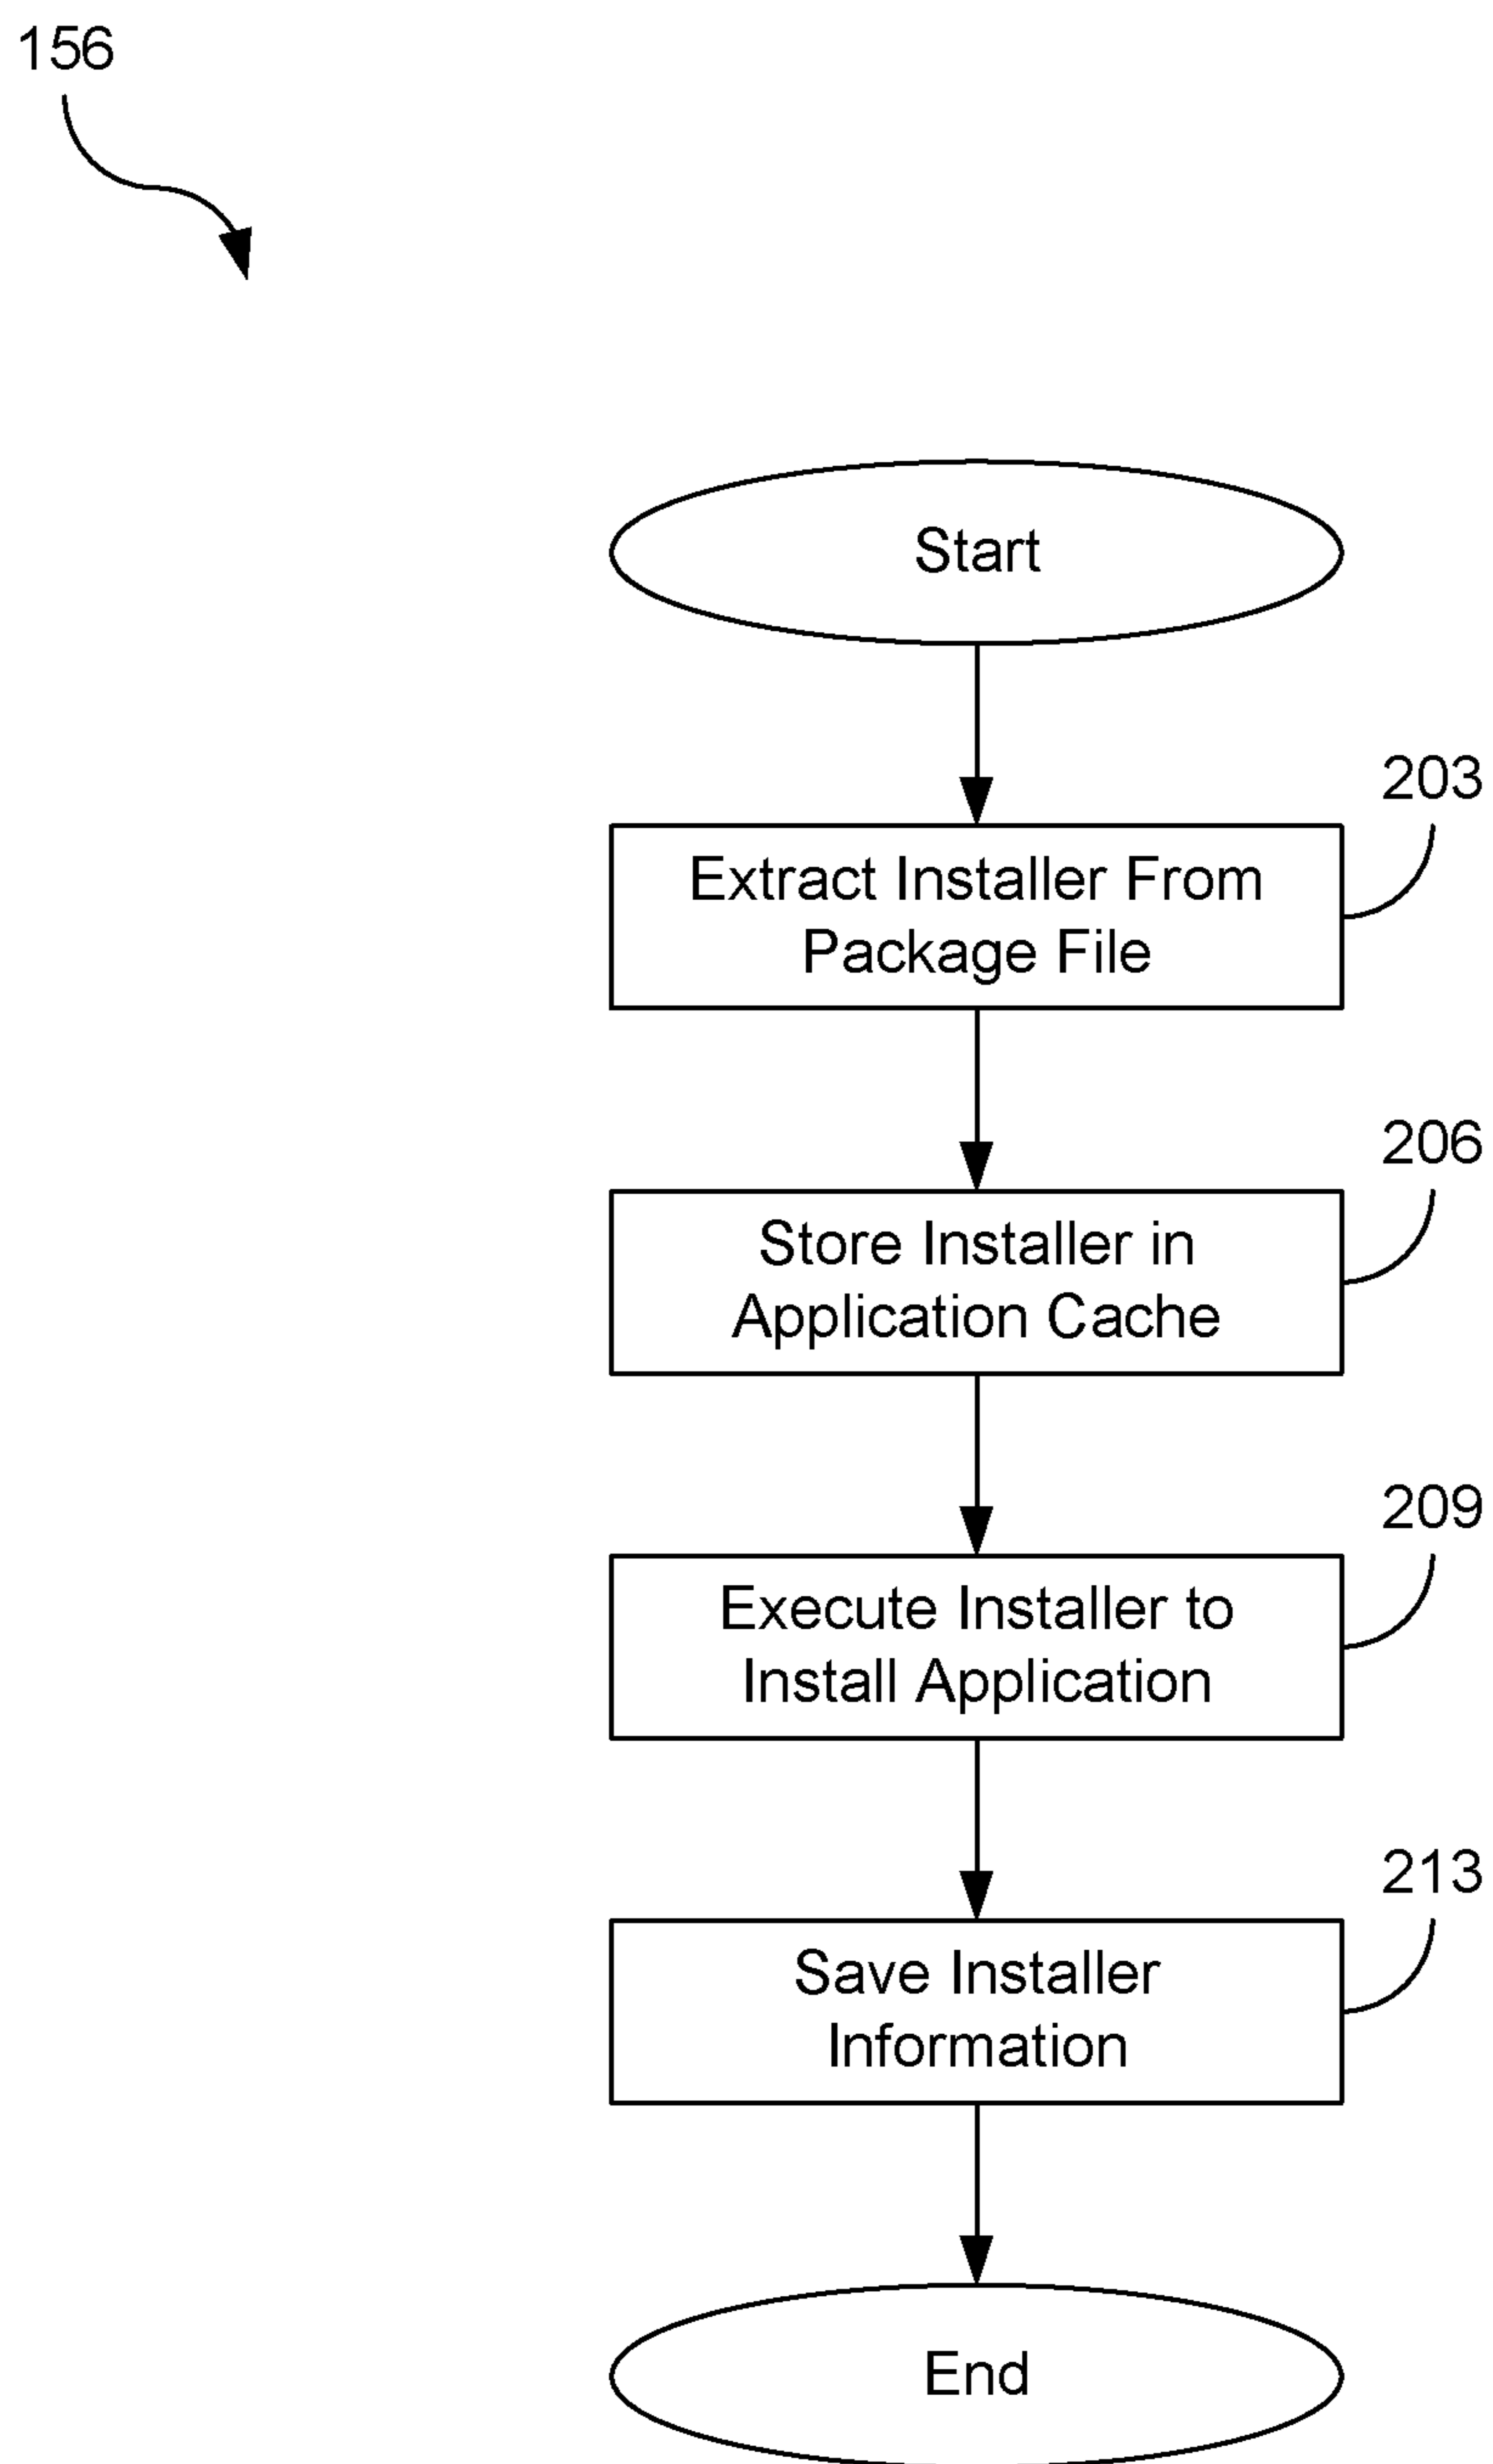 156
Start
203
Extract Installer From
Package File
206
Store Installer in
Application Cache
209
Execute Installer to
Install Application
213
Save Installer
Information
End